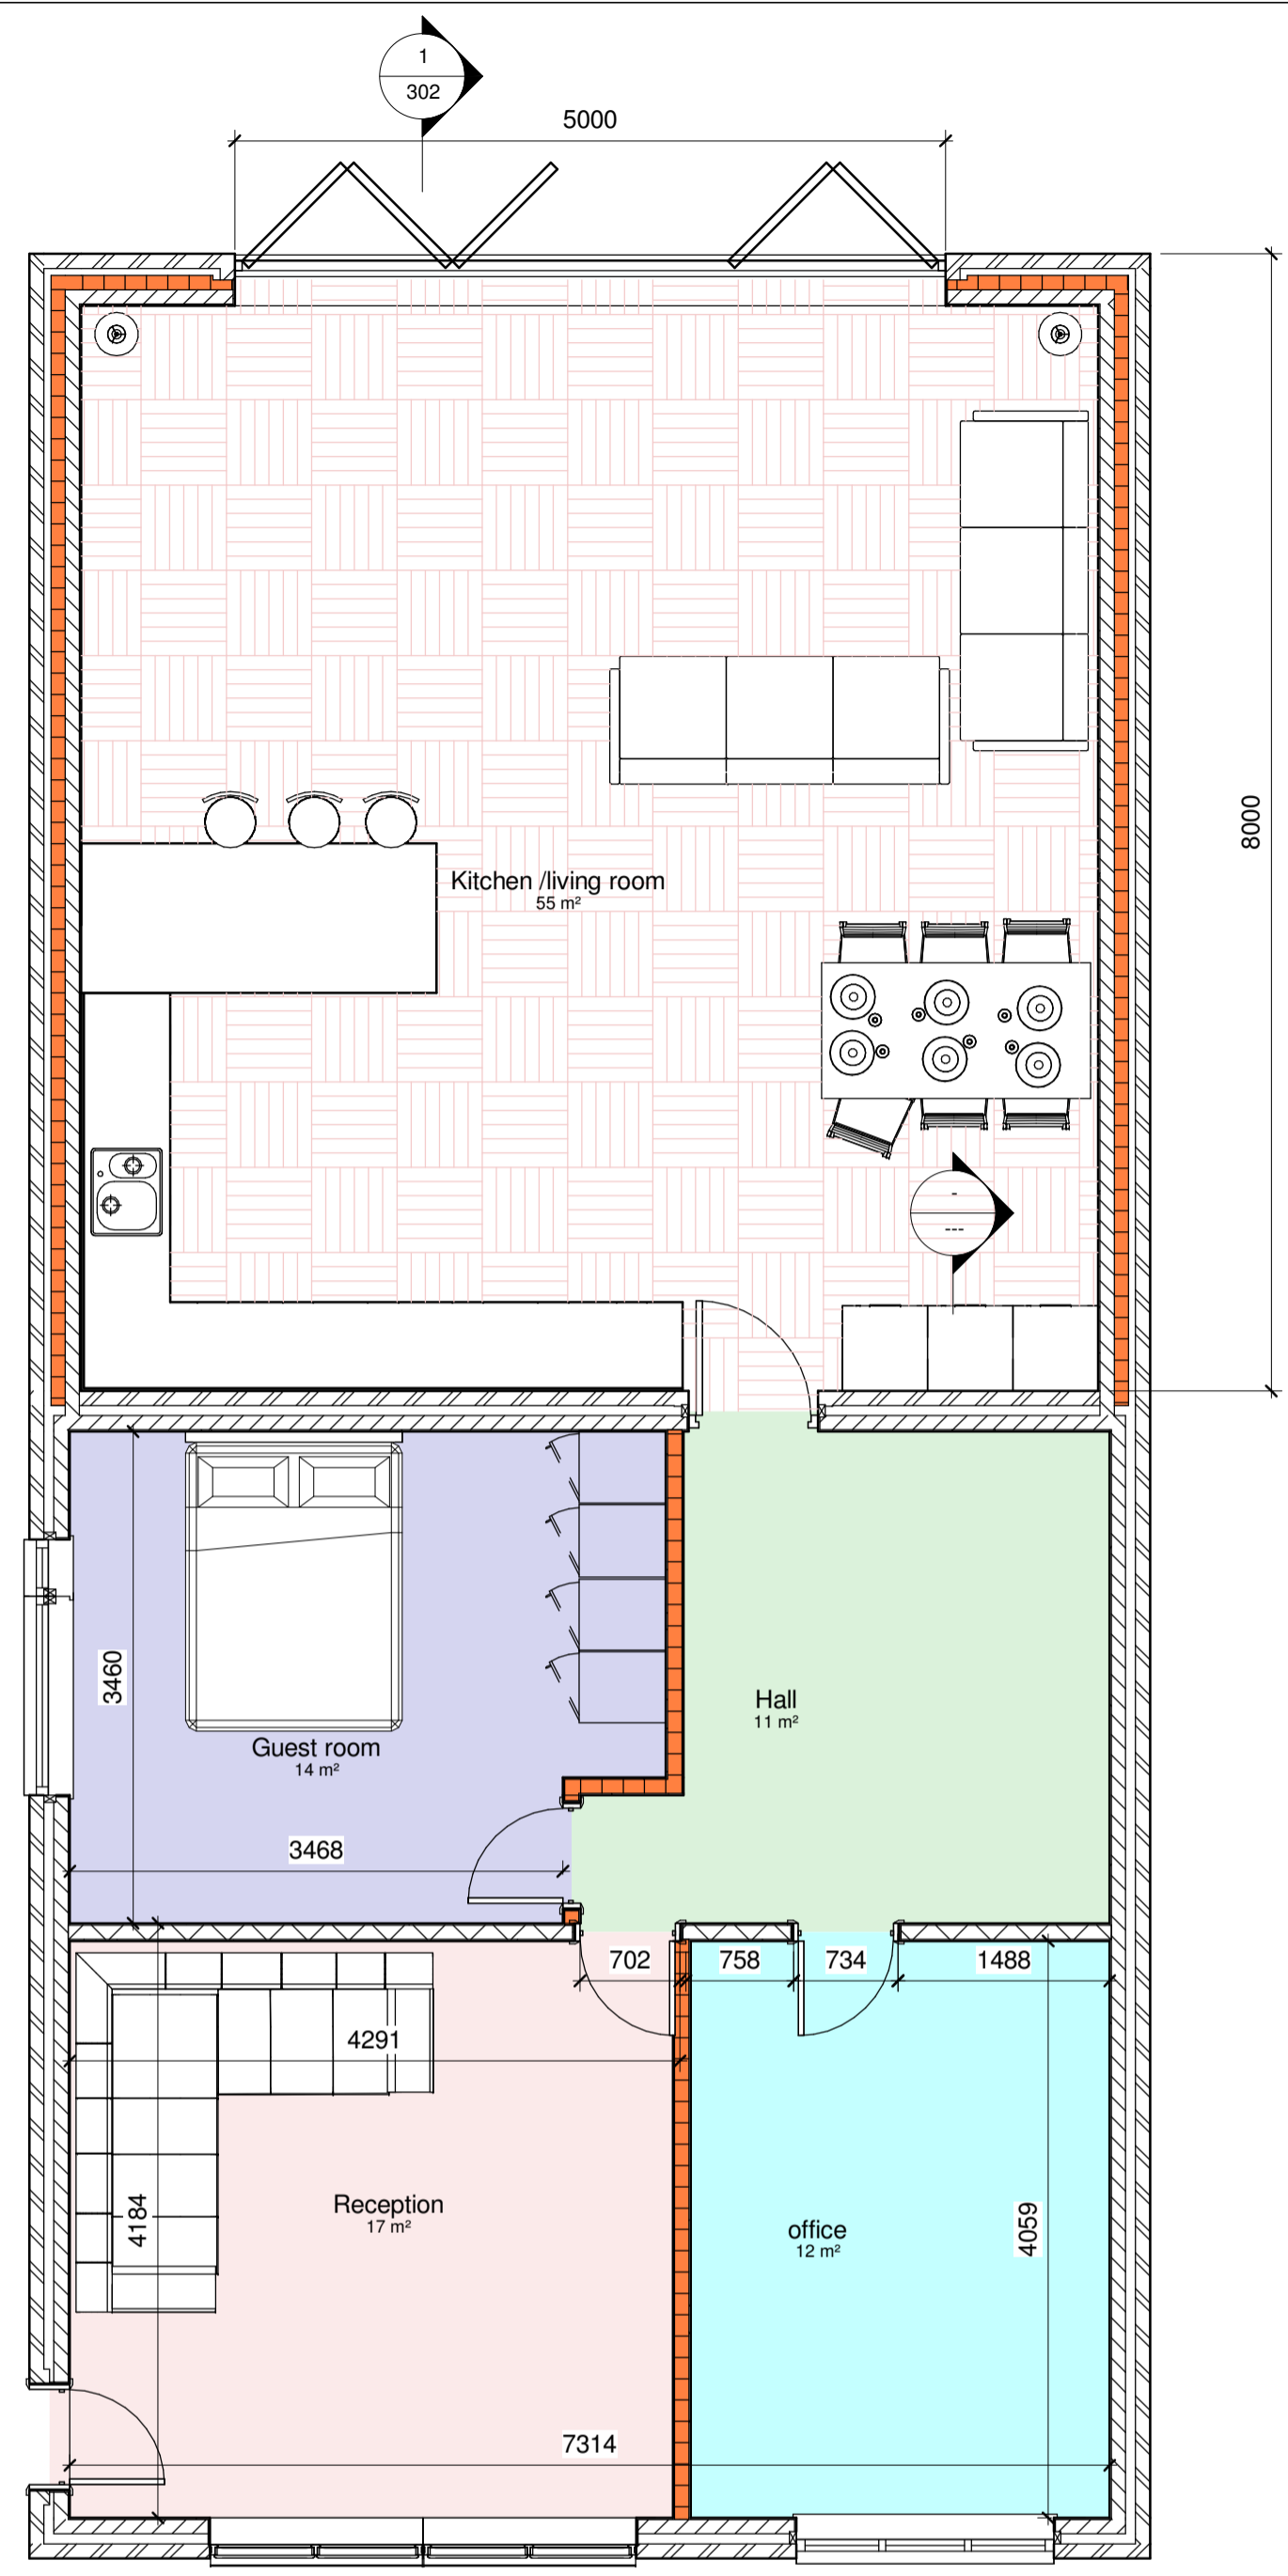 1
302
5000
8000
Kitchen /living room
55 m²
-
---
3460
Hall
11 m²
Guest room
14 m²
3468
702
758
734
1488
4291
4184
Reception
17 m²
office
12 m²
4059
7314